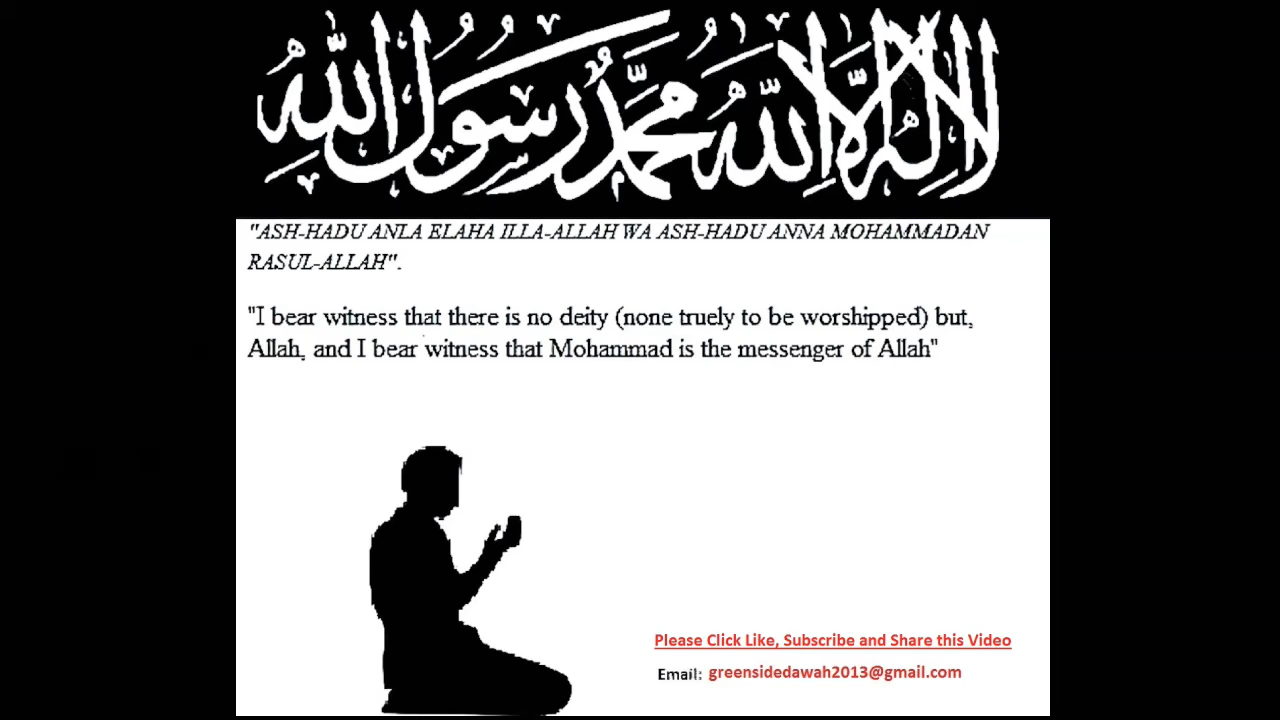 لا إله إلا الله محمد رسول الله
"ASH-HADU ANLA ELAHA ILLA-ALLAH WA ASH-HADU ANNA MOHAMMADAN
RASUL-ALLAH".
"I bear witness that there is no deity (none truely to be worshipped) but,
Allah, and I bear witness that Mohammad is the messenger of Allah"
Please Click Like, Subscribe and Share this Video
Email: greensidedawah2013@gmail.com